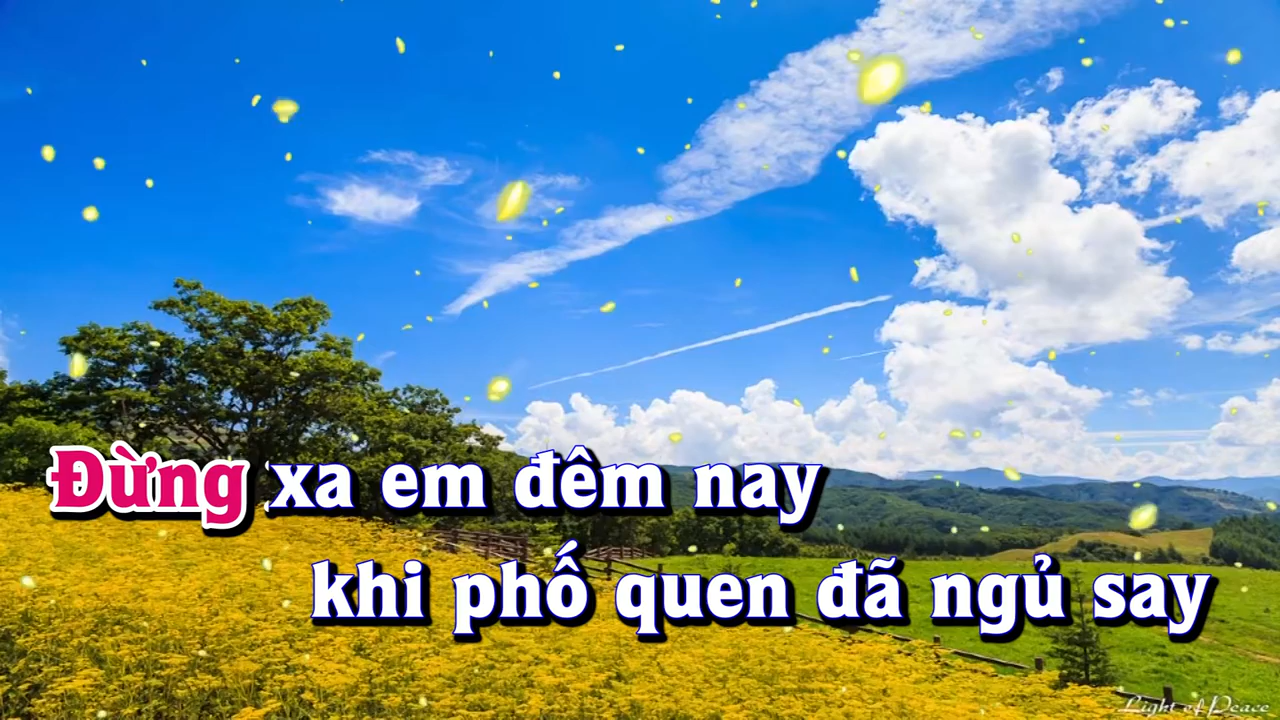 Đừng xa em đêm nay
khi phố quen đã ngủ say
Light of Peace